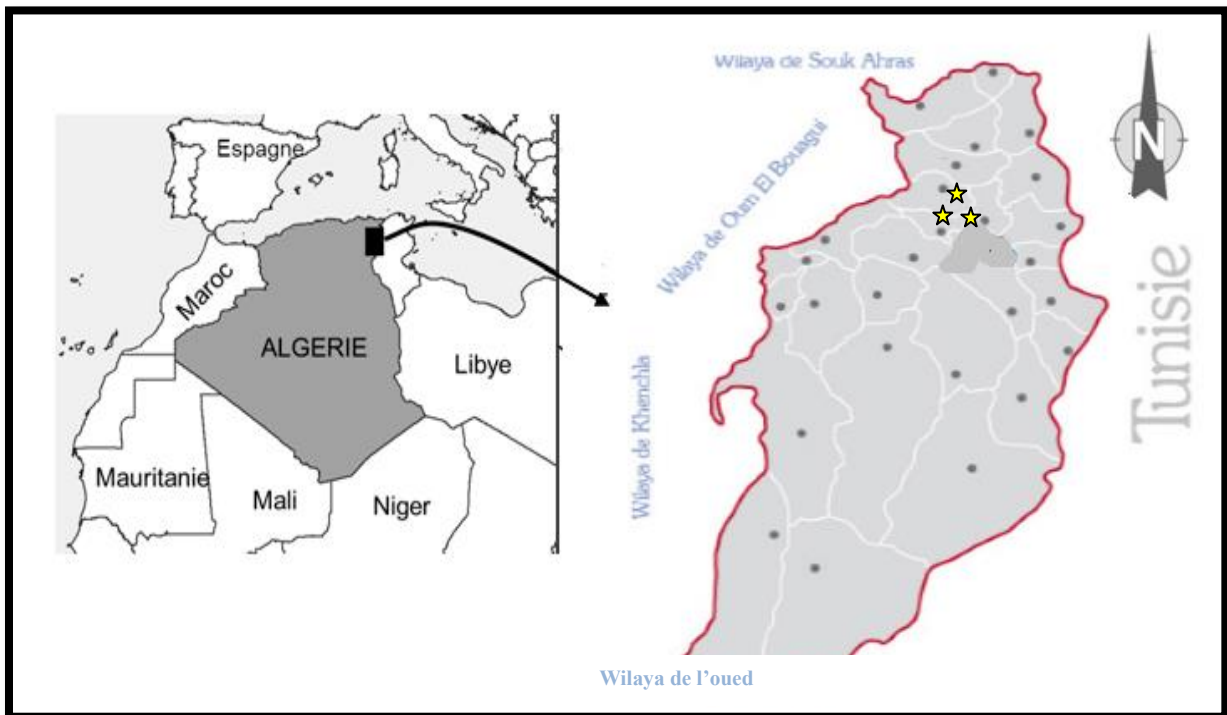 Espagne
Maroc
ALGERIE
Libye
Mauritanie
Mali
Niger
Wilaya de Souk Ahras
Wilaya de Oum El Bouagui
Wilaya de Khenchla
N
Tunisie
Wilaya de l’oued